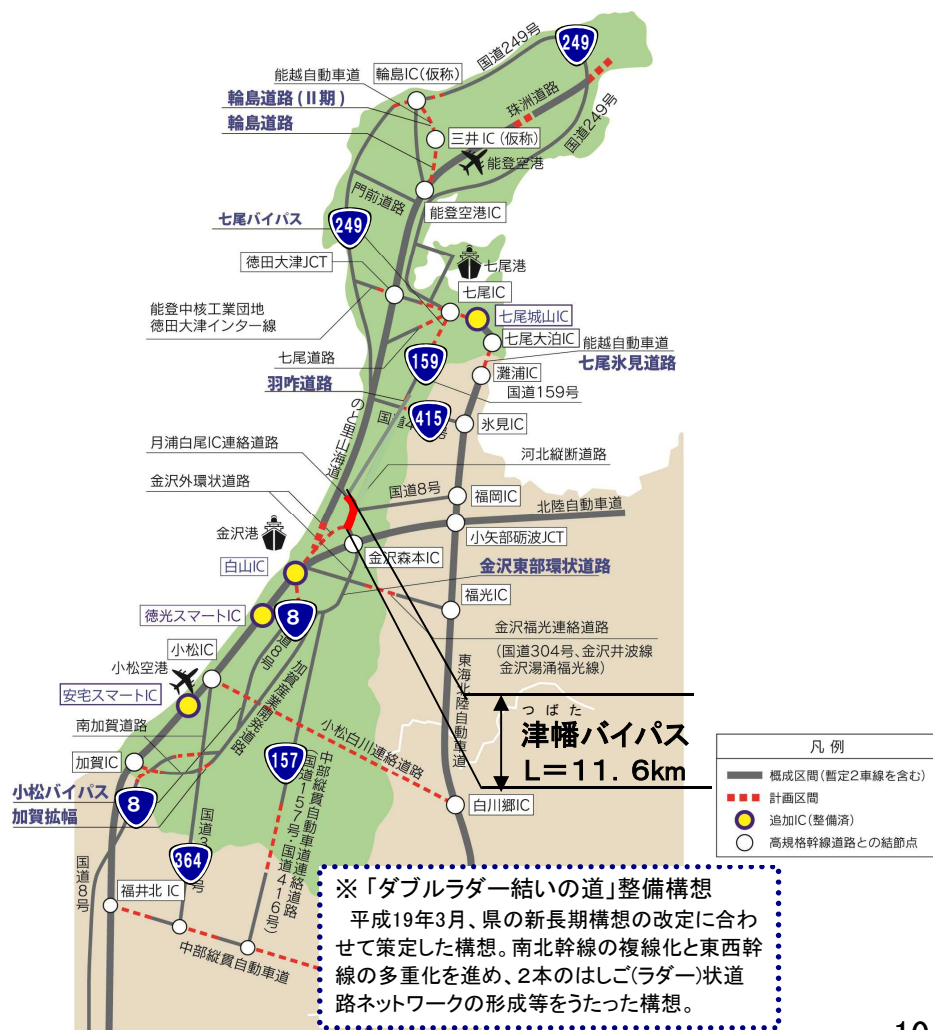 国道249号
249
能越自動車道
輪島IC(仮称)
輪島道路(II期)
珠洲道路
輪島道路
三井IC(仮称)
国道249号
能登空港
門前道路
能登空港IC
七尾バイパス
249
徳田大津JCT
七尾港
七尾IC
能登中核工業団地
徳田大津インター線
七尾城山IC
七尾大泊IC
七尾道路
能越自動車道
159
七尾氷見道路
羽咋道路
灘浦IC
国道159号
のと里山海道
国道4
415
号
氷見IC
月浦白尾IC連絡道路
河北縦断道路
金沢外環状道路
国道8号
福岡IC
北陸自動車道
金沢港
小矢部砺波JCT
金沢森本IC
白山IC
金沢東部環状道路
徳光スマートIC
8
福光IC
金沢福光連絡道路
(国道304号、金沢井波線
金沢湯涌福光線)
小松IC
道8号
東海北陸自動車道
小松空港
加賀産業開発道路
安宅スマートIC
つばた
津幡バイパス
L＝11．6km
南加賀道路
小松白川連絡道路
157
加賀IC
中部縦貫自動車道連絡道路
(国道157号・国道416号)
白川郷IC
小松バイパス
8
加賀拡幅
国道3
号
364
国道8号
福井北 IC
中部縦貫自動車道
凡 例
概成区間(暫定2車線を含む)
計画区間
追加IC(整備済)
高規格幹線道路との結節点
※「ダブルラダー結いの道」整備構想
平成19年3月、県の新長期構想の改定に合わ
せて策定した構想。南北幹線の複線化と東西幹
線の多重化を進め、２本のはしご(ラダー)状道
路ネットワークの形成等をうたった構想。